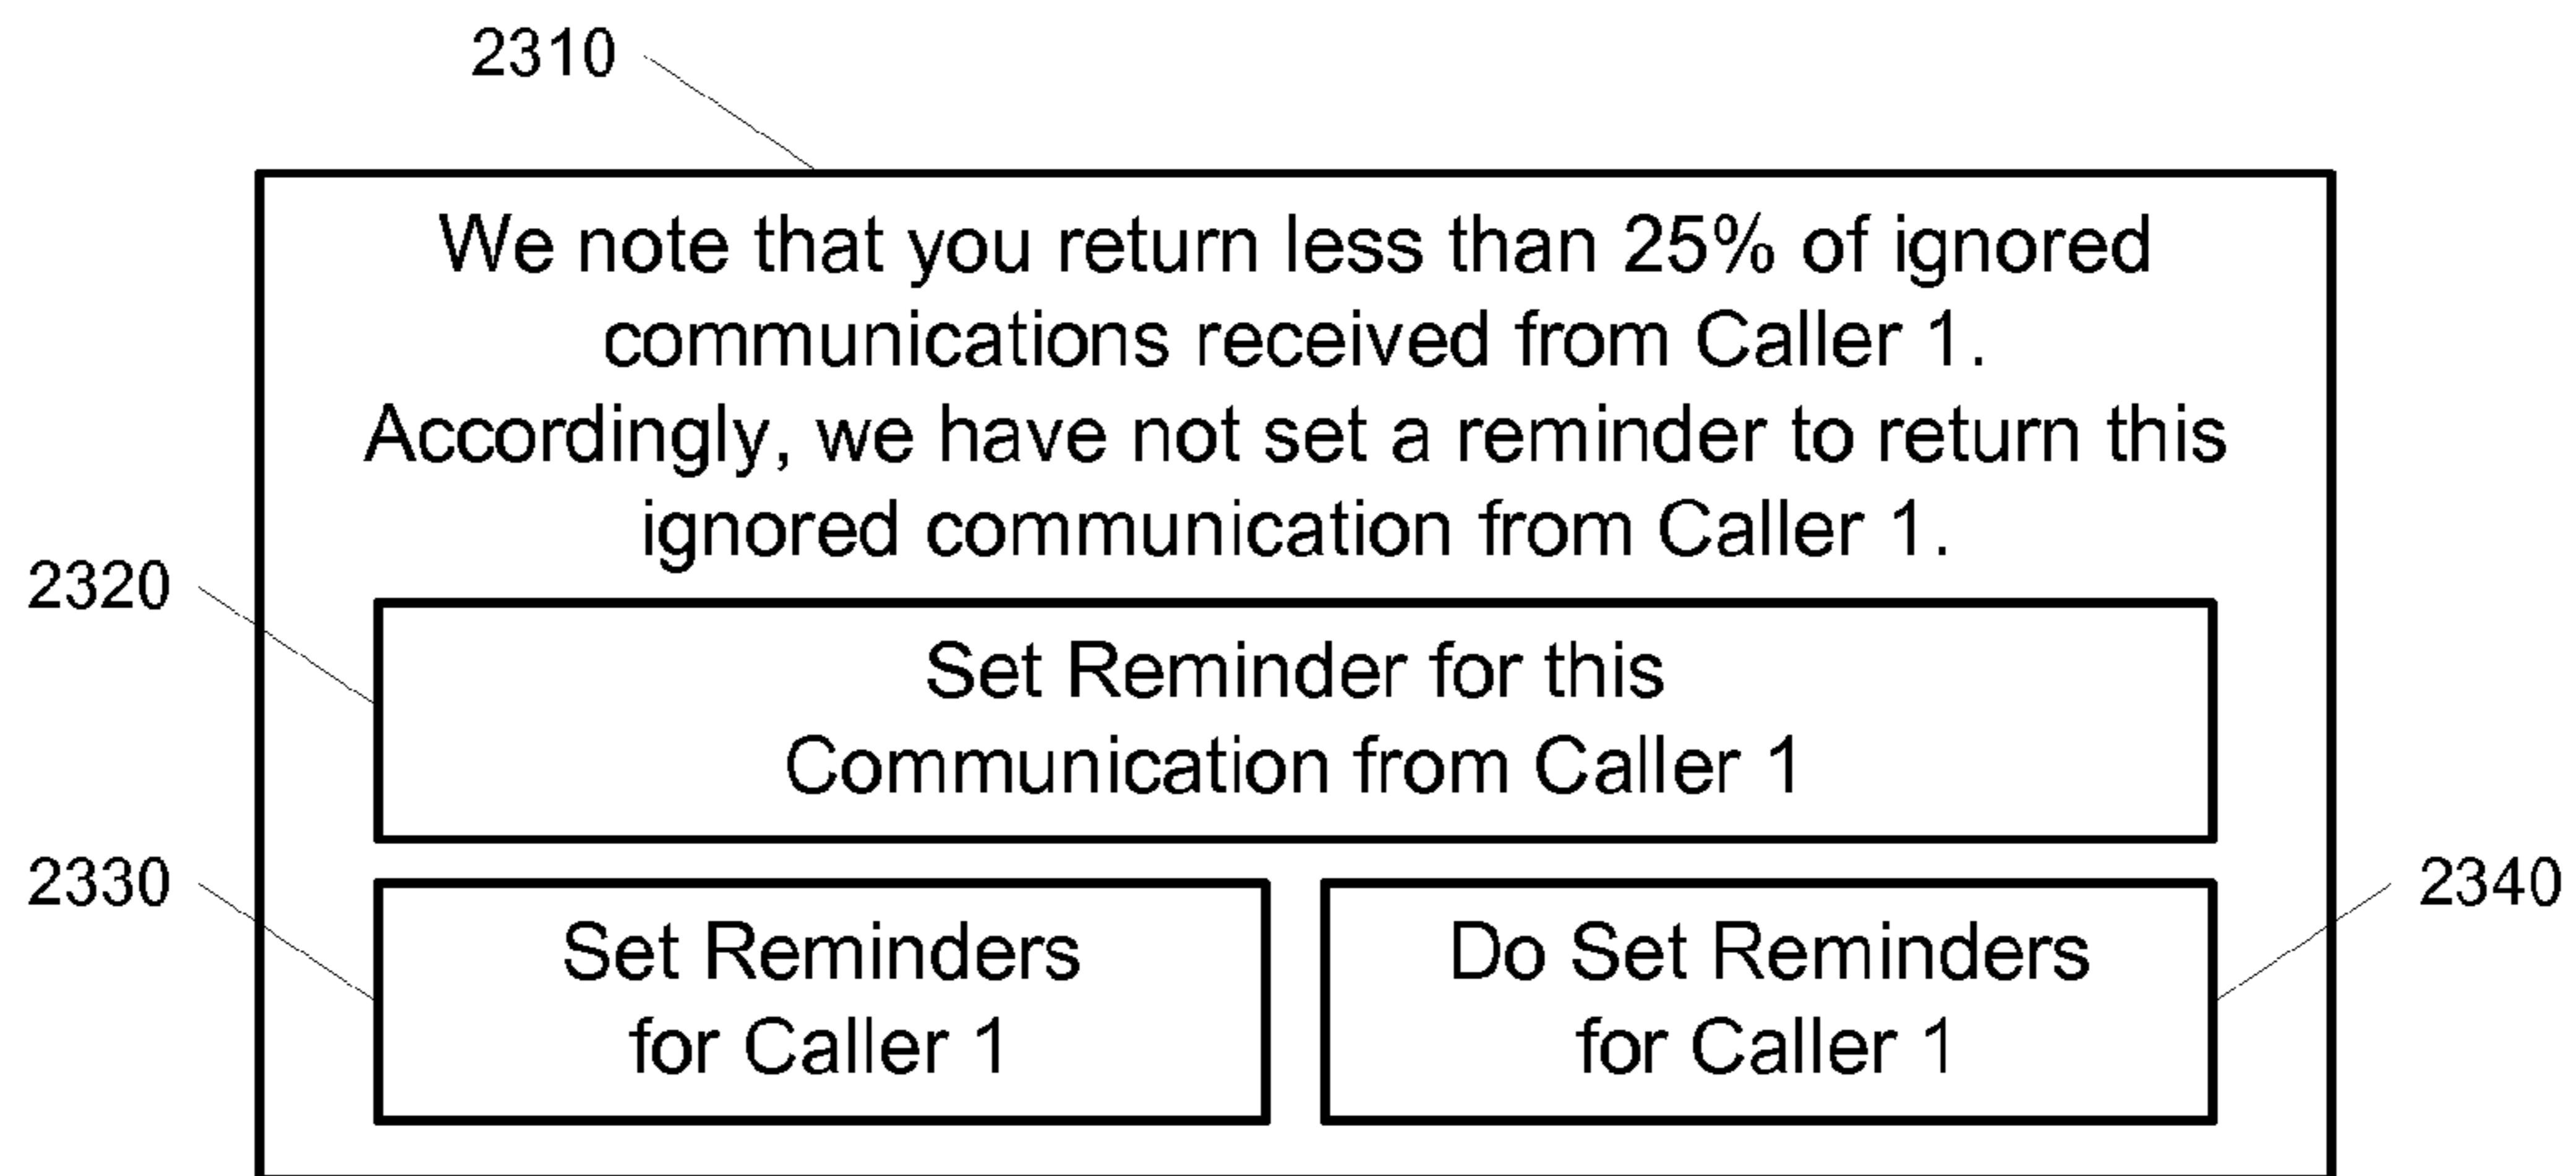 2310
We note that you return less than 25% of ignored
communications received from Caller 1.
Accordingly, we have not set a reminder to return this
ignored communication from Caller 1.
2320
Set Reminder for this
Communication from Caller 1
2330
Set Reminders
for Caller 1
2340
Do Set Reminders
for Caller 1